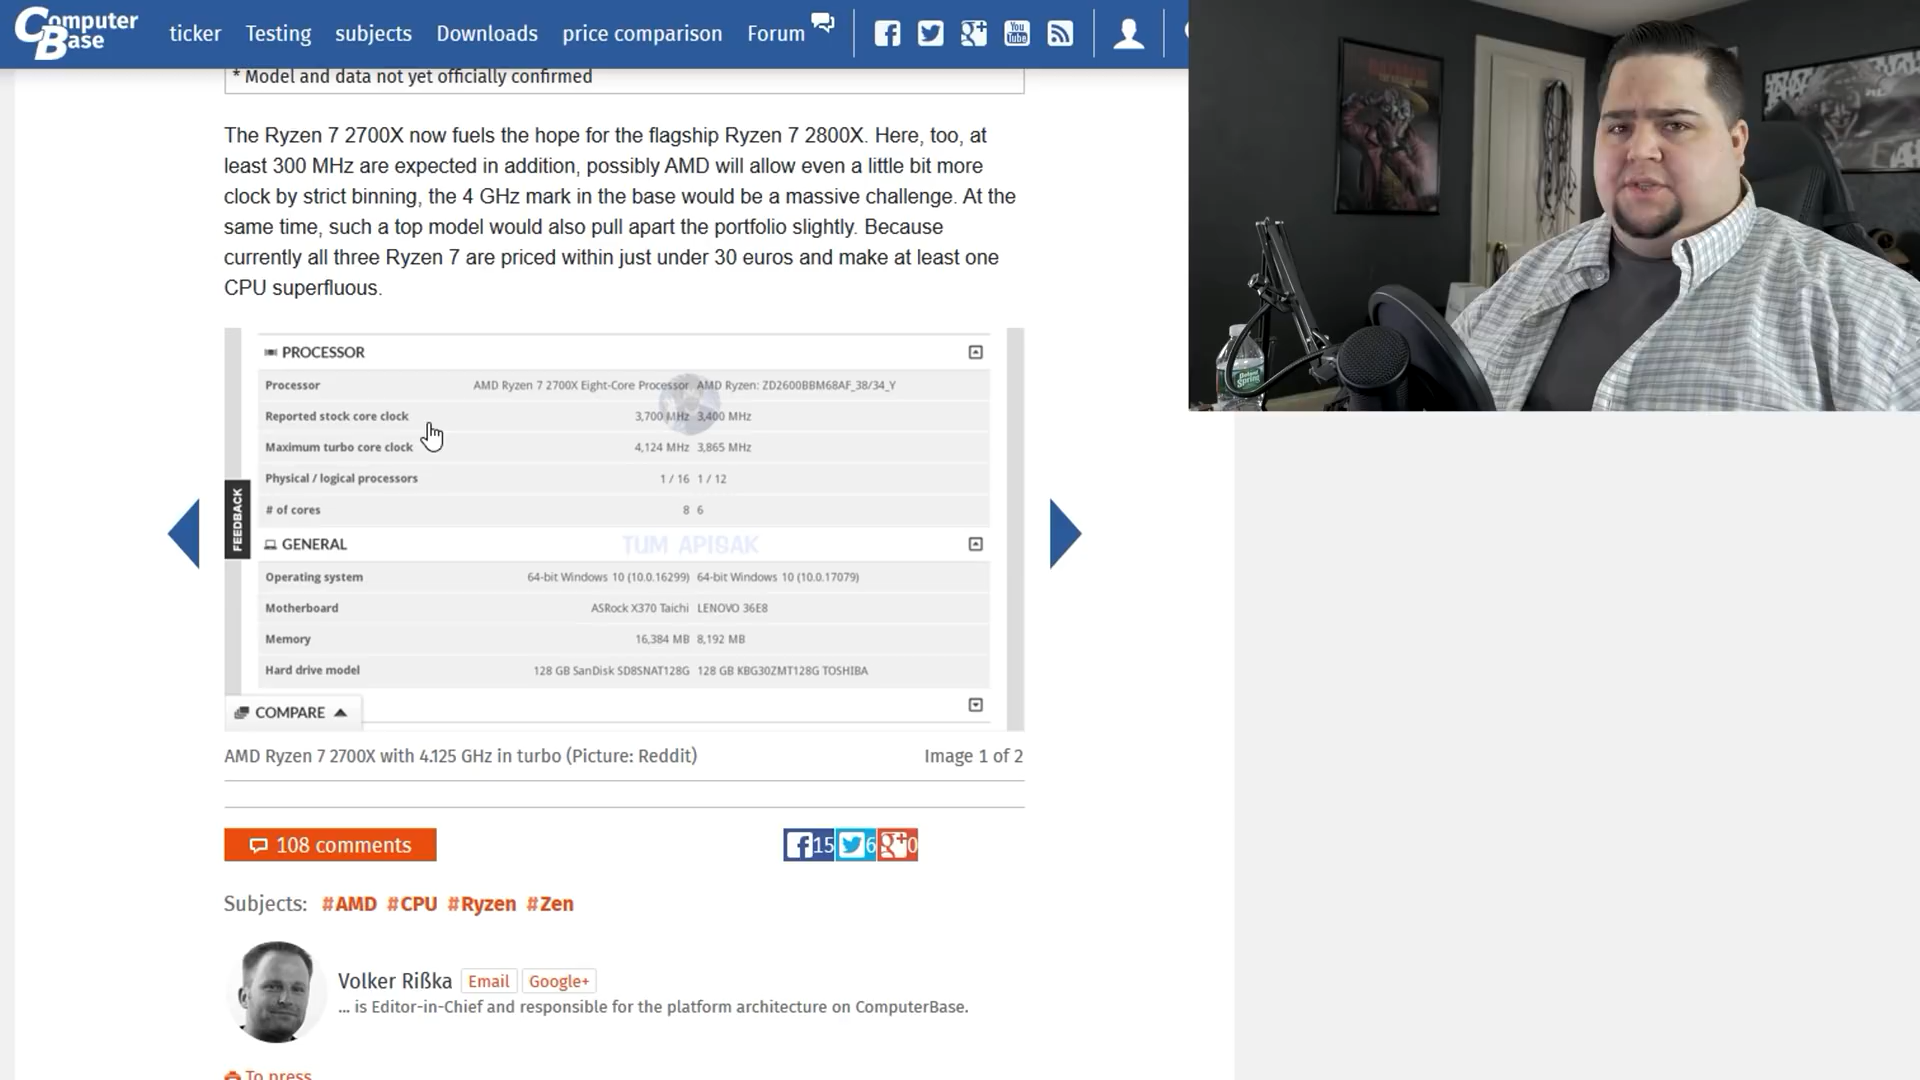 Computer Base
ticker Testing subjects Downloads price comparison Forum
You Tube
* Model and data not yet officially confirmed
The Ryzen 7 2700X now fuels the hope for the flagship Ryzen 7 2800X. Here, too, at
least 300 MHz are expected in addition, possibly AMD will allow even a little bit more
clock by strict binning, the 4 GHz mark in the base would be a massive challenge. At the
same time, such a top model would also pull apart the portfolio slightly. Because
currently all three Ryzen 7 are priced within just under 30 euros and make at least one
CPU superfluous.
PROCESSOR
Processor AMD Ryzen 7 2700X Eight-Core Processor AMD Ryzen: ZD2600BBM68AF_38/34_Y
Reported stock core clock 3,700 MHz 3,400 MHz
Maximum turbo core clock 4,124 MHz 3,865 MHz
Physical / logical processors 1 / 16 1 / 12
# of cores 8 6
FEEDBACK
GENERAL TUM APISAK
Operating system 64-bit Windows 10 (10.0.16299) 64-bit Windows 10 (10.0.17079)
Motherboard ASRock X370 Taichi LENOVO 36E8
Memory 16,384 MB 8,192 MB
Hard drive model 128 GB SanDisk SD8SNAT128G 128 GB KBG30ZMT128G TOSHIBA
COMPARE
AMD Ryzen 7 2700X with 4.125 GHz in turbo (Picture: Reddit) Image 1 of 2
108 comments 15 6 0
Subjects: #AMD #CPU #Ryzen #Zen
Volker Rißka Email Google+
... is Editor-in-Chief and responsible for the platform architecture on ComputerBase.
To press
Poland Spring